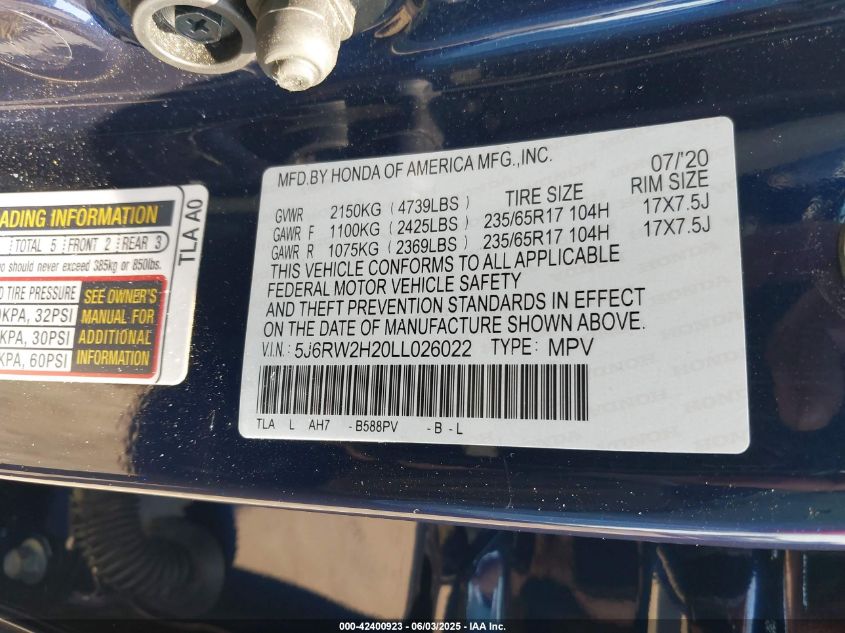 MFD.BY HONDA OF AMERICA MFG.,INC. 07/'20
GVWR 2150KG (4739LBS) TIRE SIZE RIM SIZE
GAWR F 1100KG (2425LBS) 235/65R17 104H 17X7.5J
GAWR R 1075KG (2369LBS) 235/65R17 104H 17X7.5J
THIS VEHICLE CONFORMS TO ALL APPLICABLE
FEDERAL MOTOR VEHICLE SAFETY
AND THEFT PREVENTION STANDARDS IN EFFECT
ON THE DATE OF MANUFACTURE SHOWN ABOVE.
V.I.N: 5J6RW2H20LL026022 TYPE: MPV
TLA L AH7 -B588PV -B-L
ADING INFORMATION
TOTAL 5 FRONT 2 REAR 3
should never exceed 385kg or 850lbs.
TIRE PRESSURE
KPA, 32PSI
KPA, 30PSI
KPA, 60PSI
SEE OWNER'S
MANUAL FOR
ADDITIONAL
INFORMATION
TLA A0
000-42400923 - 06/03/2025 - IAA Inc.